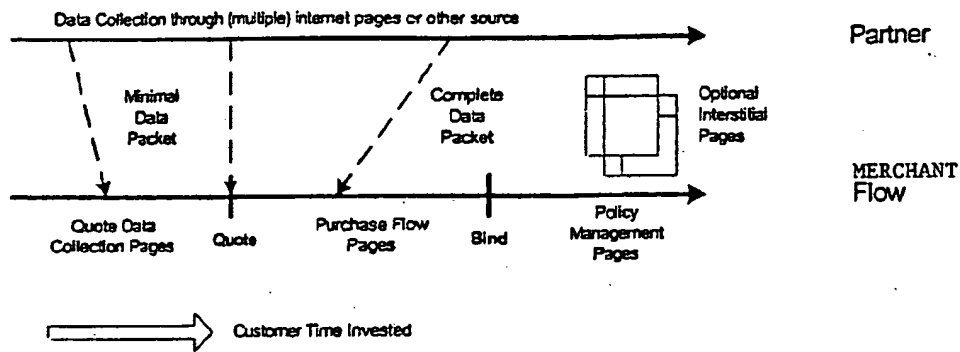 Data Collection through (multiple) internet pages or other source
Partner
Minimal
Data
Packet
Complete
Data
Packet
Optional
Interstitial
Pages
MERCHANT
Flow
Quote Data
Collection Pages
Quote
Purchase Flow
Pages
Bind
Policy
Management
Pages
Customer Time Invested